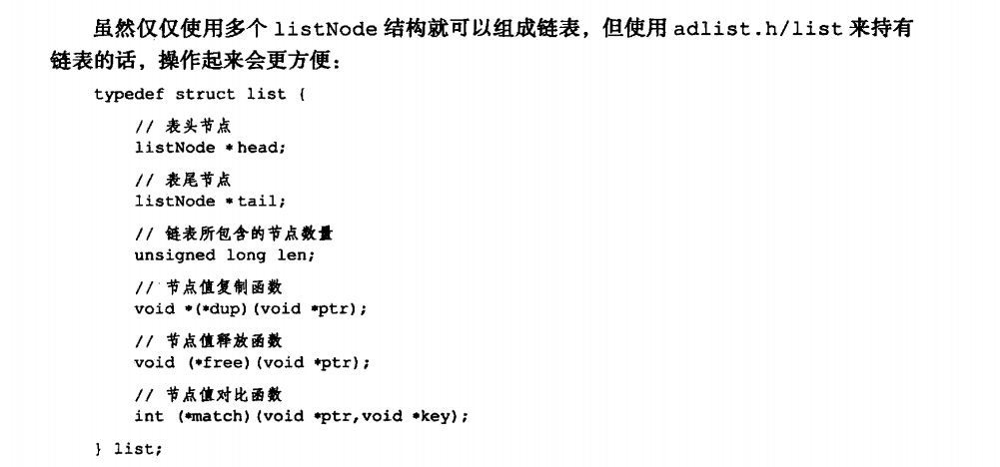 虽然仅仅使用多个 listNode 结构就可以组成链表，但使用 adlist.h/list 来持有
链表的话，操作起来会更方便：
typedef struct list {
// 表头节点
listNode *head;
// 表尾节点
listNode *tail;
// 链表所包含的节点数量
unsigned long len;
// 节点值复制函数
void *(*dup)(void *ptr);
// 节点值释放函数
void (*free)(void *ptr);
// 节点值对比函数
int (*match)(void *ptr,void *key);
} list;